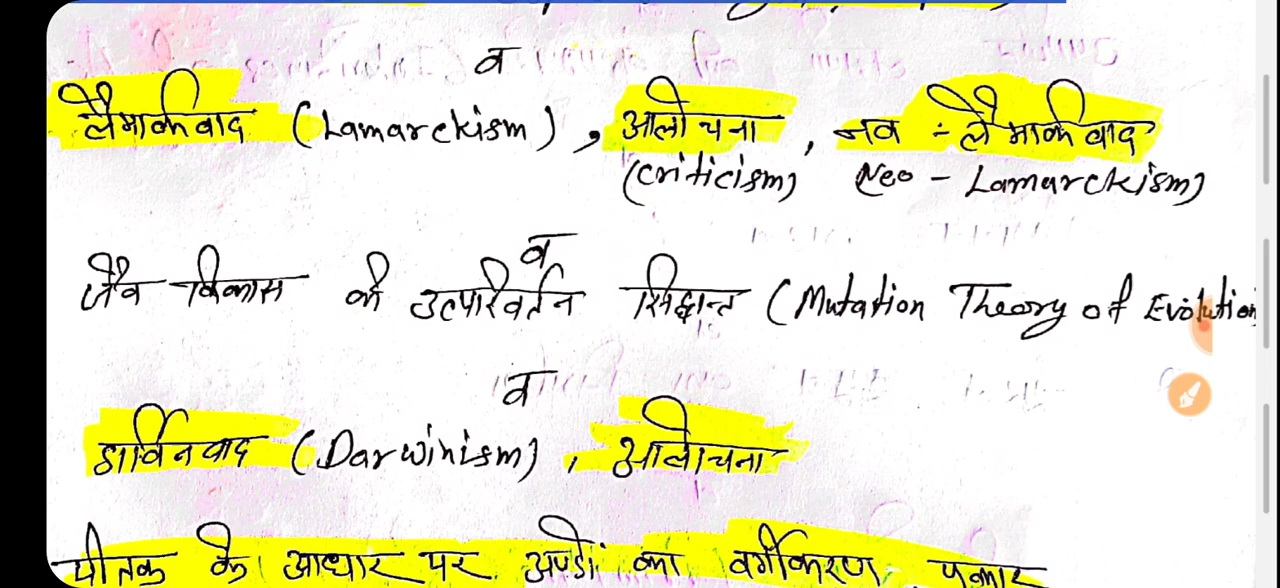 व
लैमार्कवाद (Lamarckism), आलोचना, नव-लैमार्कवाद
(criticism) Neo-Lamarckism)
व
जैव विकास का उत्परिवर्तन सिद्धान्त (Mutation Theory of Evolution
व
डार्विनवाद (Darwinism), आलोचना
पीतक के आधार पर अण्डों का वर्गीकरण, प्रकार